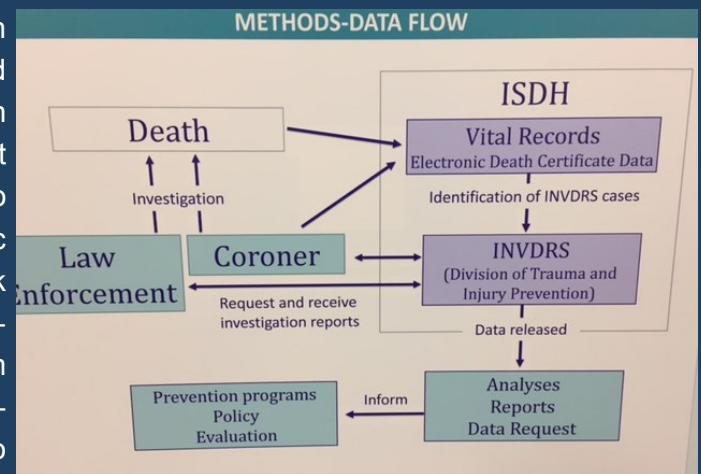 METHODS-DATA FLOW
ISDH
Death
Vital Records
Electronic Death Certificate Data
Investigation
Identification of INVDRS cases
Law
Enforcement
Coroner
INVDRS
(Division of Trauma and
Injury Prevention)
Request and receive
investigation reports
Data released
Prevention programs
Policy
Evaluation
Inform
Analyses
Reports
Data Request